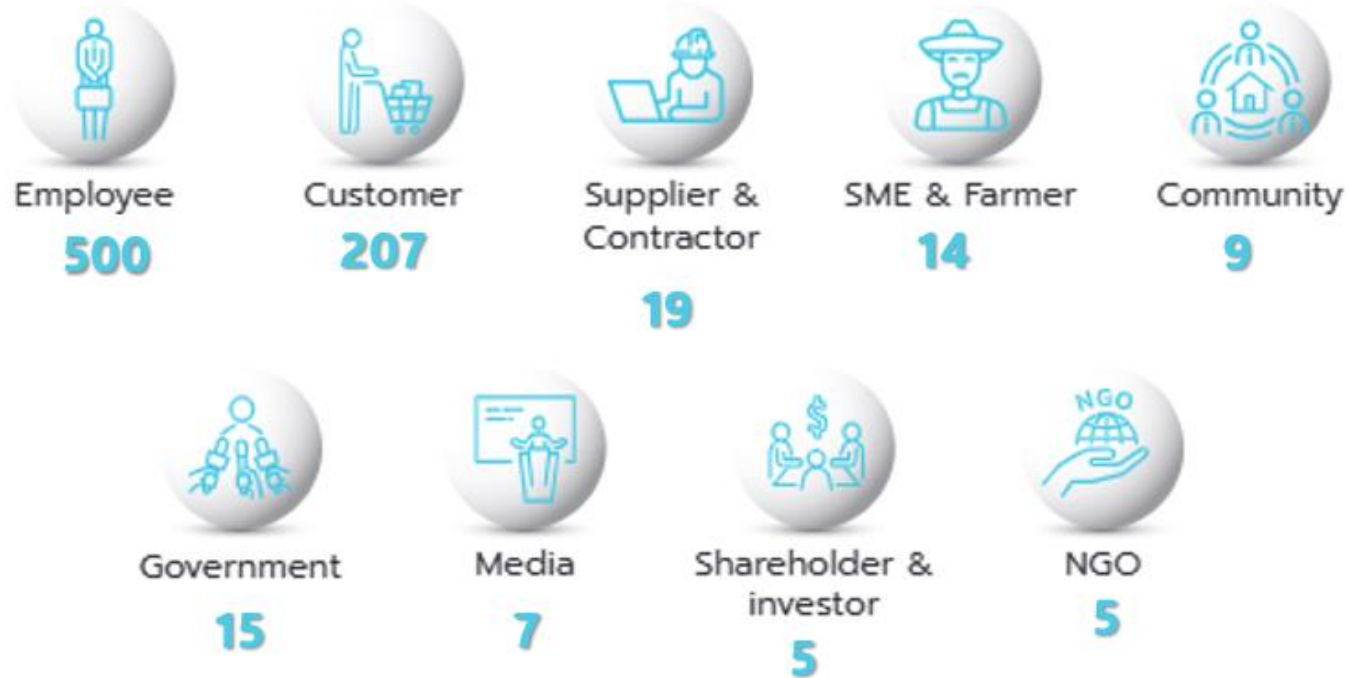 Employee
500
Customer
207
Supplier &
Contractor
19
SME & Farmer
14
Community
9
Government
15
Media
7
$
Shareholder &
investor
5
NGO
NGO
5